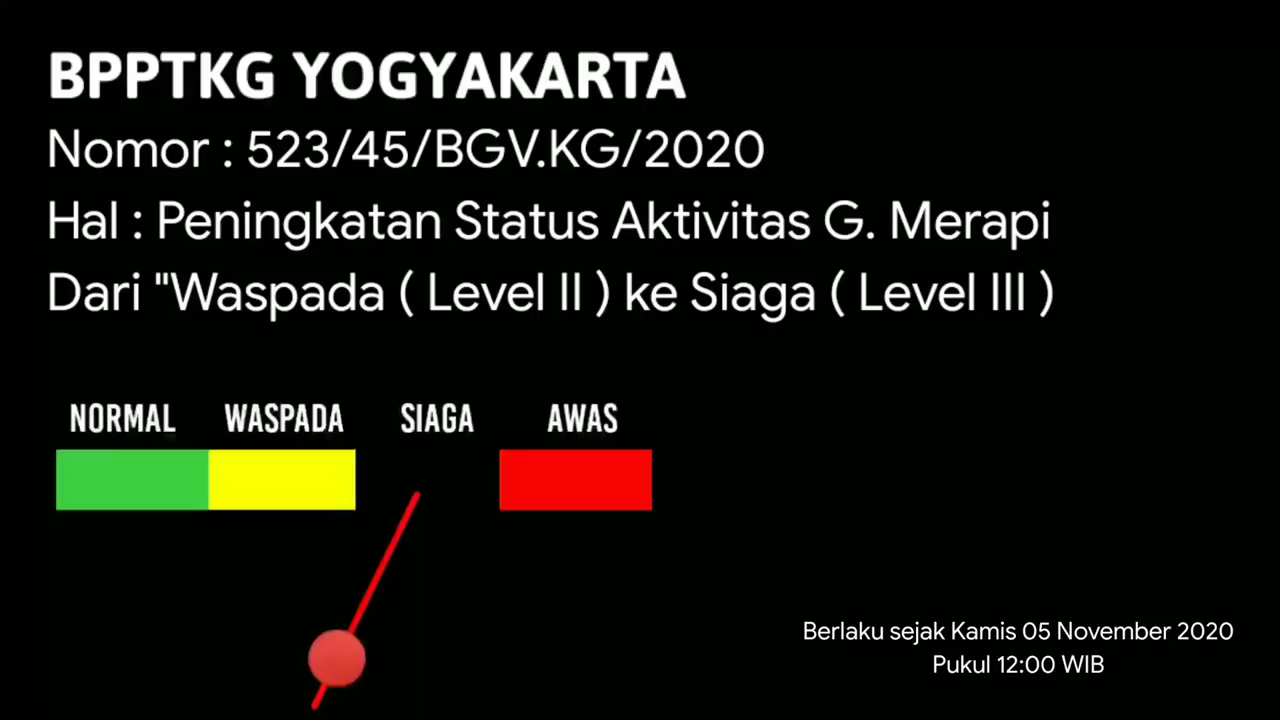 BPPTKG YOGYAKARTA
Nomor : 523/45/BGV.KG/2020
Hal : Peningkatan Status Aktivitas G. Merapi
Dari "Waspada ( Level II ) ke Siaga ( Level III )
NORMAL WASPADA SIAGA AWAS
Berlaku sejak Kamis 05 November 2020
Pukul 12:00 WIB